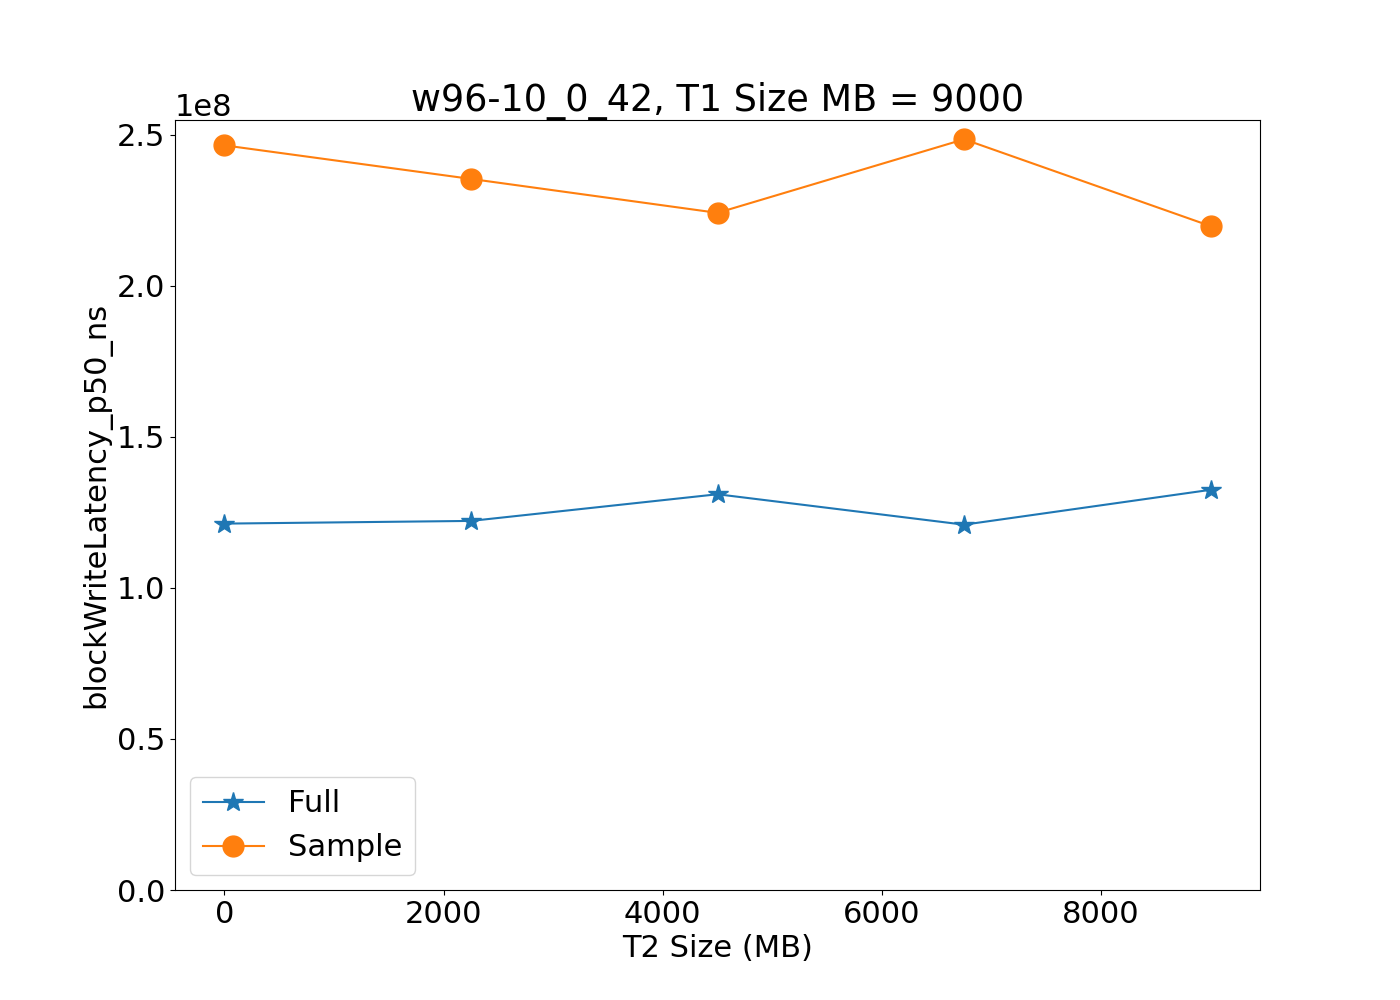 w96-10_0_42, T1 Size MB = 9000
1e8
2.5
2.0
1.5
1.0
0.5
0.0
blockWriteLatency_p50_ns
Full
Sample
0 2000 4000 6000 8000
T2 Size (MB)